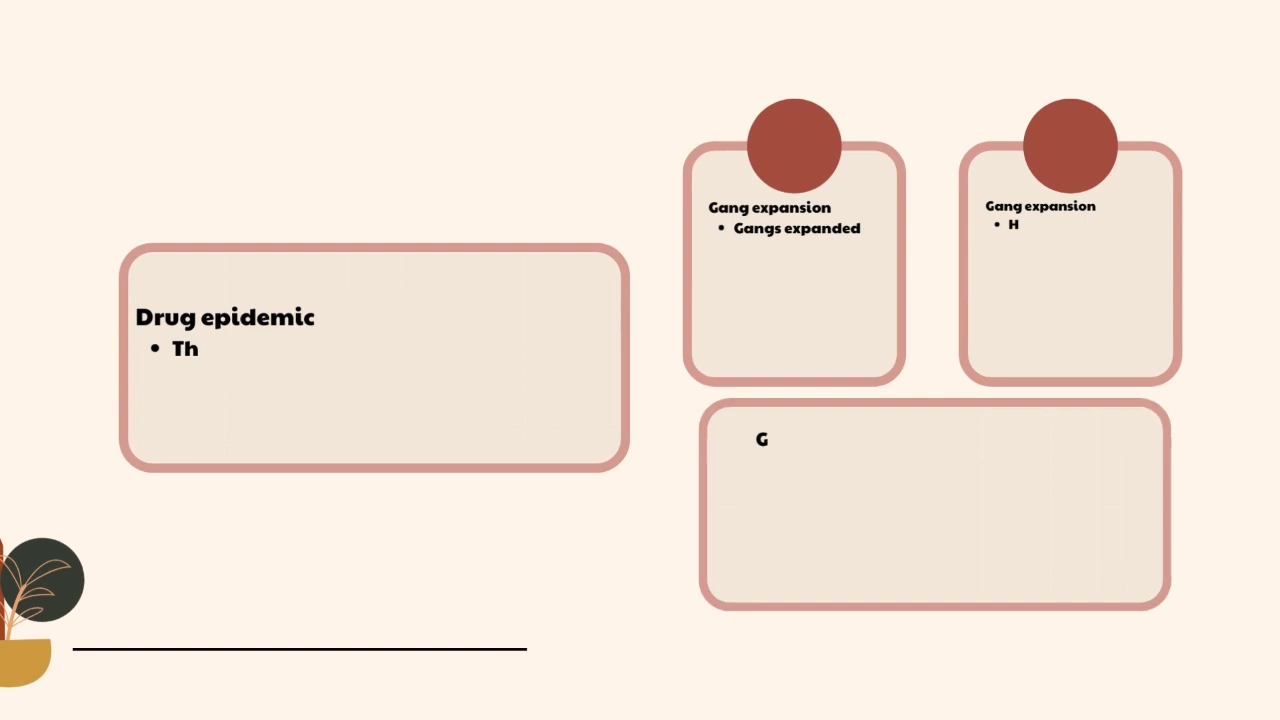 Drug epidemic
• Th
Gang expansion
• Gangs expanded
Gang expansion
• H
G